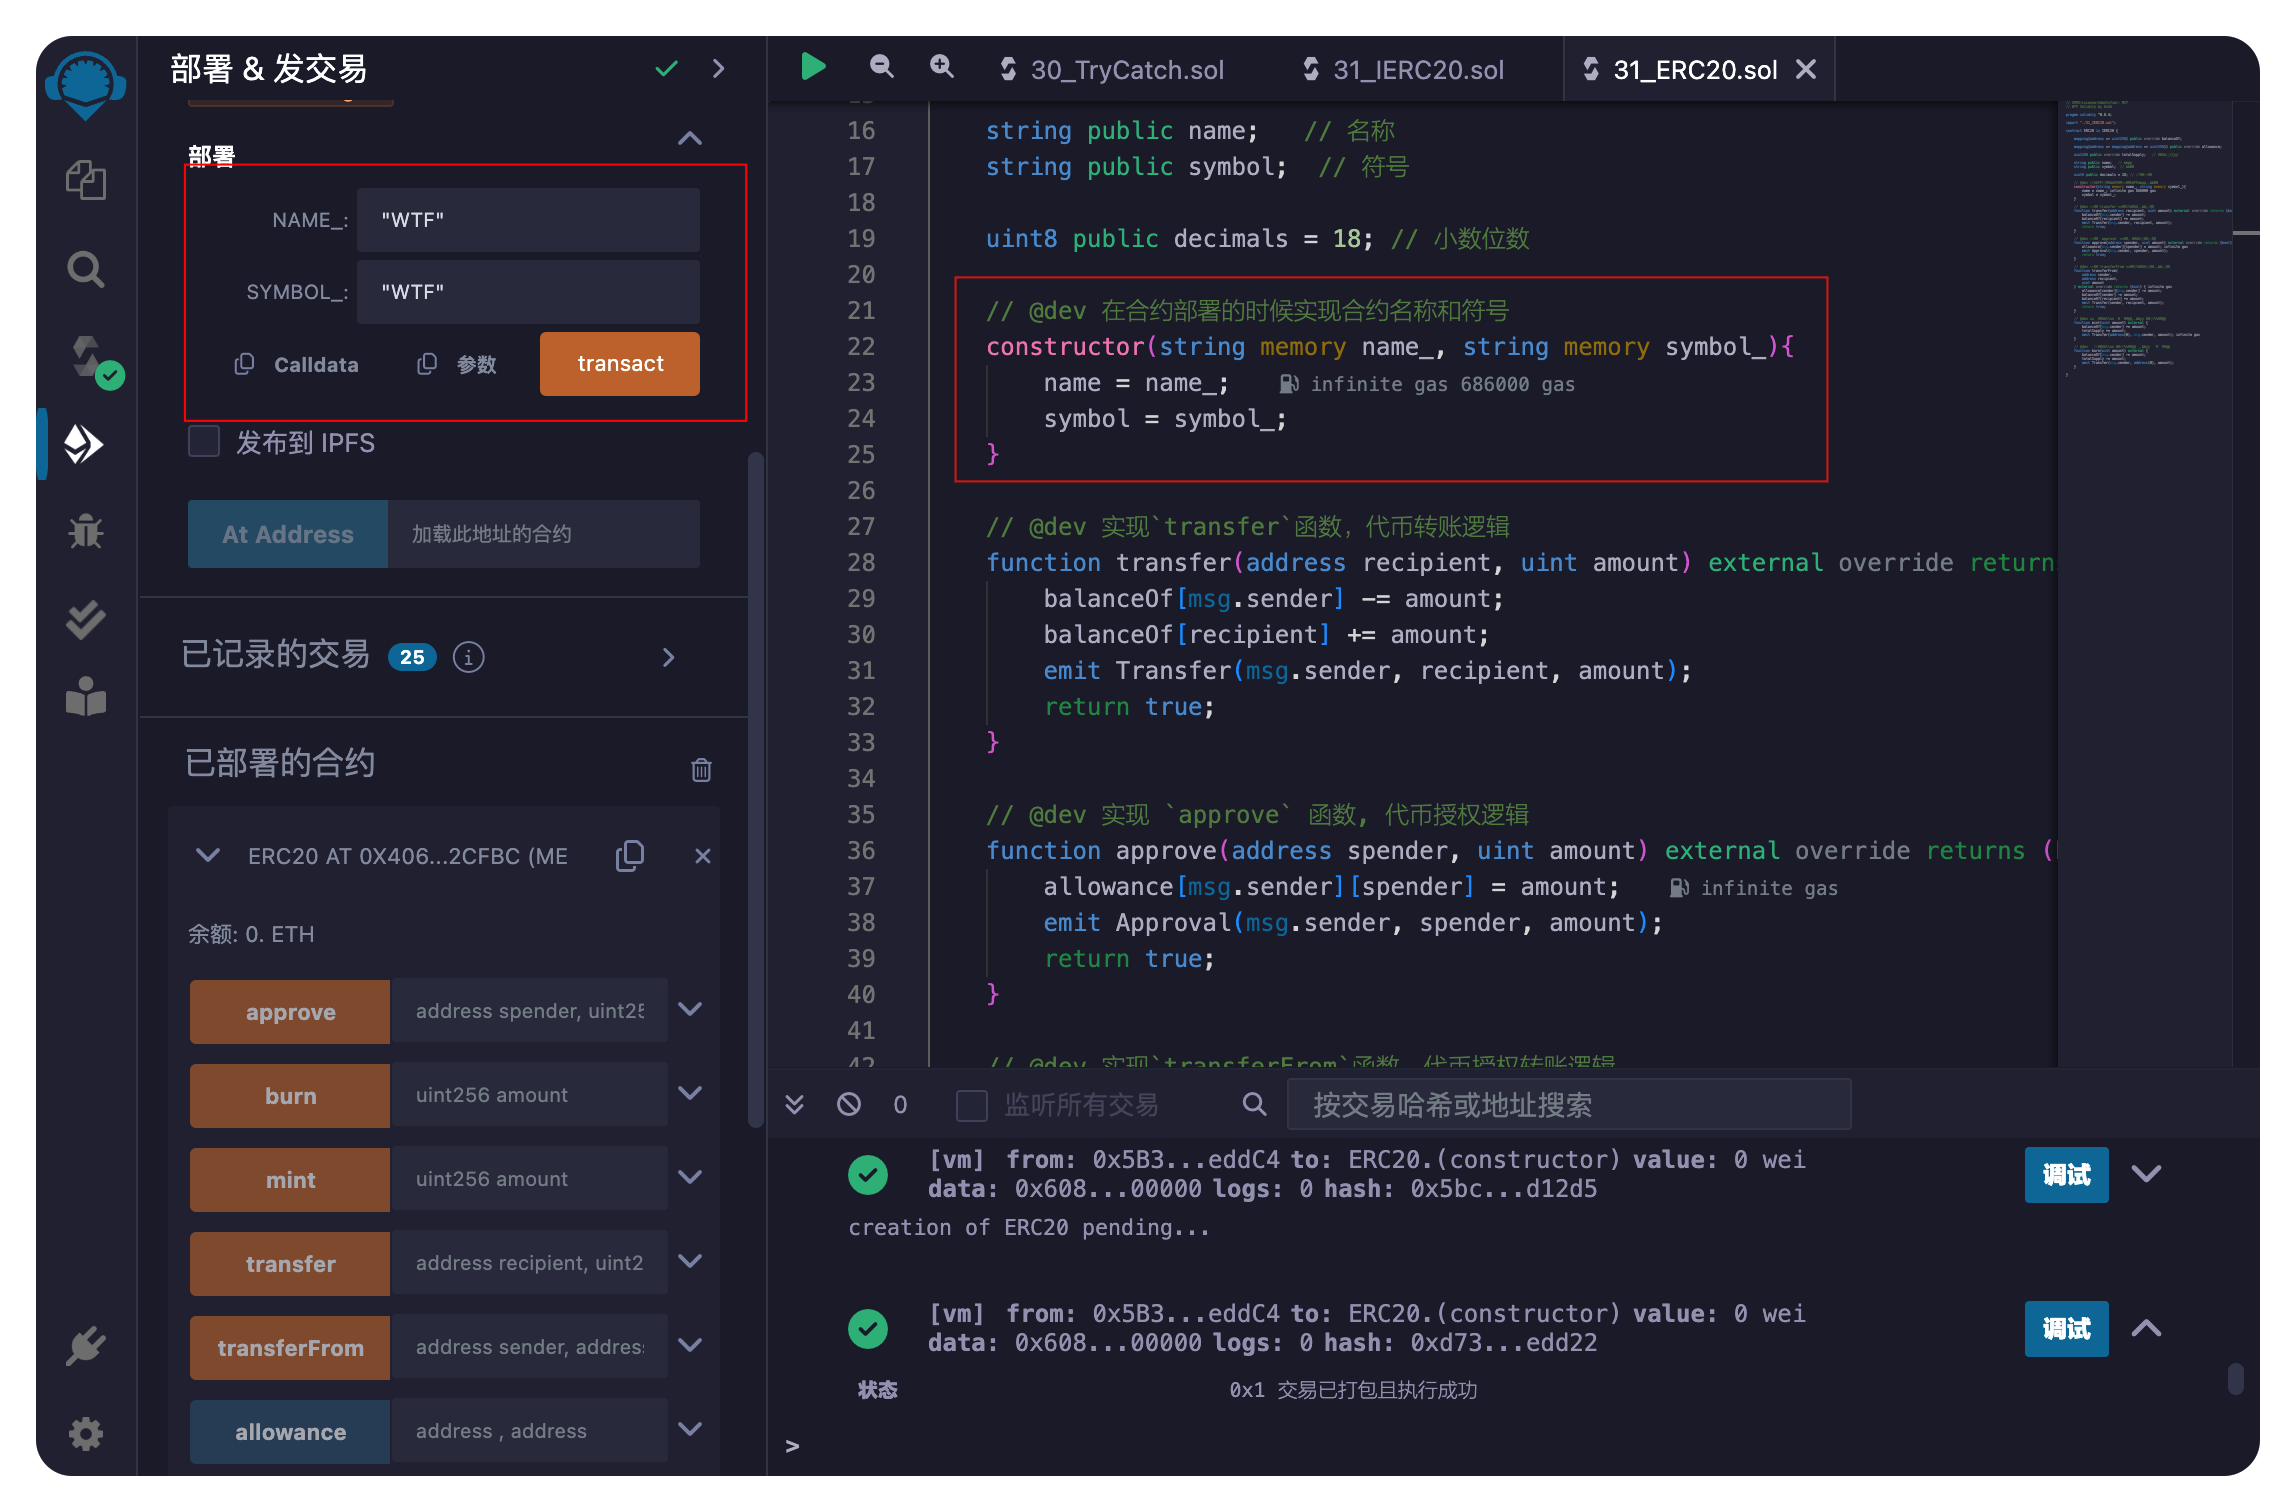 部署 & 发交易
部署
NAME_: "WTF"
SYMBOL_: "WTF"
Calldata 参数 transact
发布到 IPFS
At Address 加载此地址的合约
已记录的交易 25
已部署的合约
ERC20 AT 0X406...2CFBC (ME
余额: 0. ETH
approve address spender, uint25
burn uint256 amount
mint uint256 amount
transfer address recipient, uint2
transferFrom address sender, addres
allowance address , address
30_TryCatch.sol 31_IERC20.sol 31_ERC20.sol
16 string public name; // 名称
17 string public symbol; // 符号
18
19 uint8 public decimals = 18; // 小数位数
20
21 // @dev 在合约部署的时候实现合约名称和符号
22 constructor(string memory name_, string memory symbol_){
23 name = name_; infinite gas 686000 gas
24 symbol = symbol_;
25 }
26
27 // @dev 实现`transfer`函数，代币转账逻辑
28 function transfer(address recipient, uint amount) external override return
29 balanceOf[msg.sender] -= amount;
30 balanceOf[recipient] += amount;
31 emit Transfer(msg.sender, recipient, amount);
32 return true;
33 }
34
35 // @dev 实现 `approve` 函数, 代币授权逻辑
36 function approve(address spender, uint amount) external override returns (
37 allowance[msg.sender][spender] = amount; infinite gas
38 emit Approval(msg.sender, spender, amount);
39 return true;
40 }
41
42 // @dev 实现`transferFrom`函数，代币授权转账逻辑
0 监听所有交易 按交易哈希或地址搜索
[vm] from: 0x5B3...eddC4 to: ERC20.(constructor) value: 0 wei
data: 0x608...00000 logs: 0 hash: 0x5bc...d12d5
调试
creation of ERC20 pending...
[vm] from: 0x5B3...eddC4 to: ERC20.(constructor) value: 0 wei
data: 0x608...00000 logs: 0 hash: 0xd73...edd22
调试
状态 0x1 交易已打包且执行成功
>